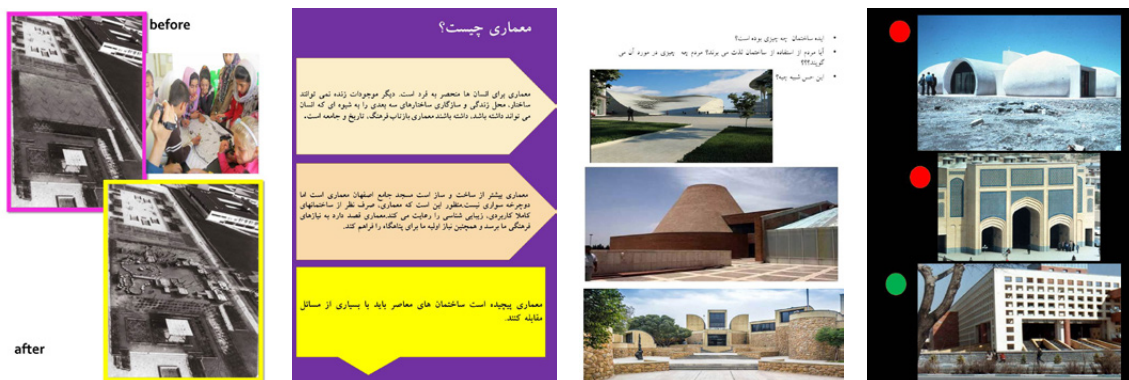 before
after
معماری چیست؟
معماری برای انسان ها منحصر به فرد است. دیگر موجودات زنده نمی توانند
ساختار، محل زندگی و سازگاری ساختارهای سه بعدی را به شیوه ای که انسان
می تواند داشته باشد، داشته باشند معماری بازتاب فرهنگ، تاریخ و جامعه است.
معماری بیشتر از ساخت و ساز است مسجد جامع اصفهان معماری است اما
دوچرخه سواری نیست.منظور این است که معماری، صرف نظر از ساختمانهای
کاملا کاربردی، زیبایی شناسی را رعایت می کند.معماری قصد دارد به نیازهای
فرهنگی ما برسد و همچنین نیاز اولیه ما برای پناهگاه را فراهم کند.
معماری پیچیده است ساختمان های معاصر باید با بسیاری از مسائل
مقابله کنند.
• ایده ساختمان چه چیزی بوده است؟
• آیا مردم از استفاده از ساختمان لذت می برند؟ مردم چه چیزی در مورد آن می
گویند؟؟؟
• این حس شبیه چیه؟